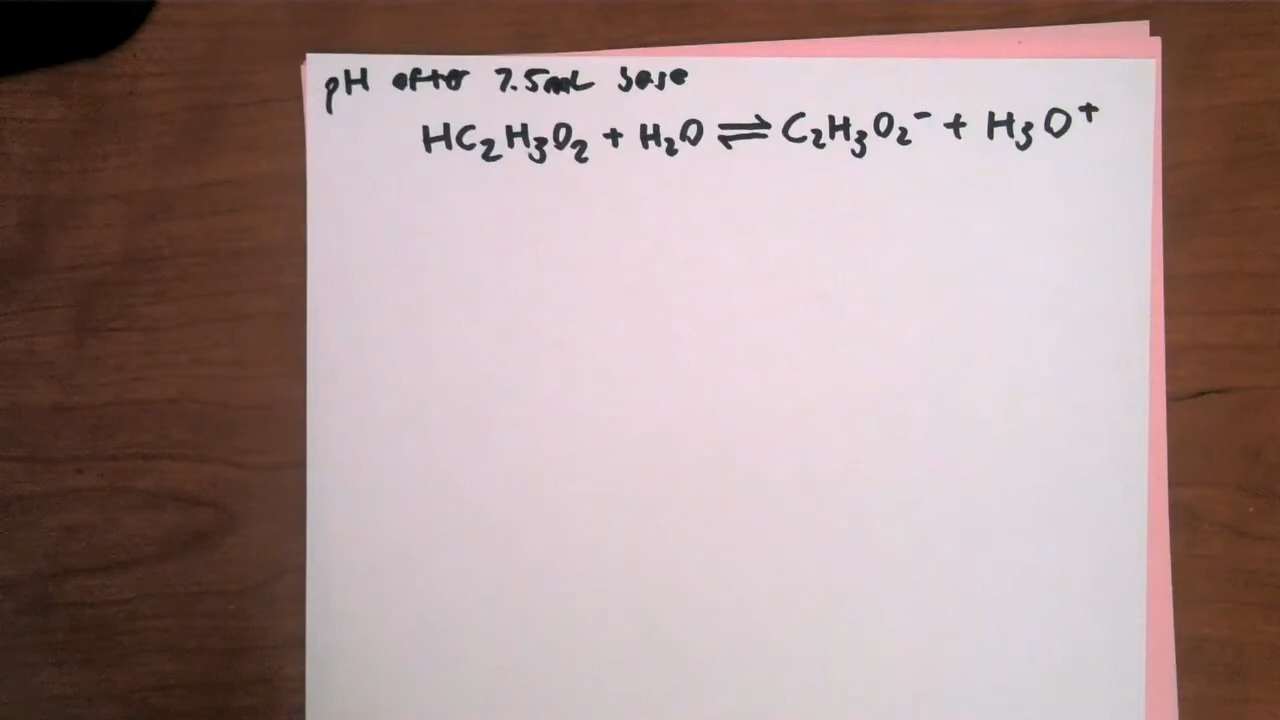 pH after 7.5mL base
HC₂H₃O₂ + H₂O ⇌ C₂H₃O₂⁻ + H₃O⁺